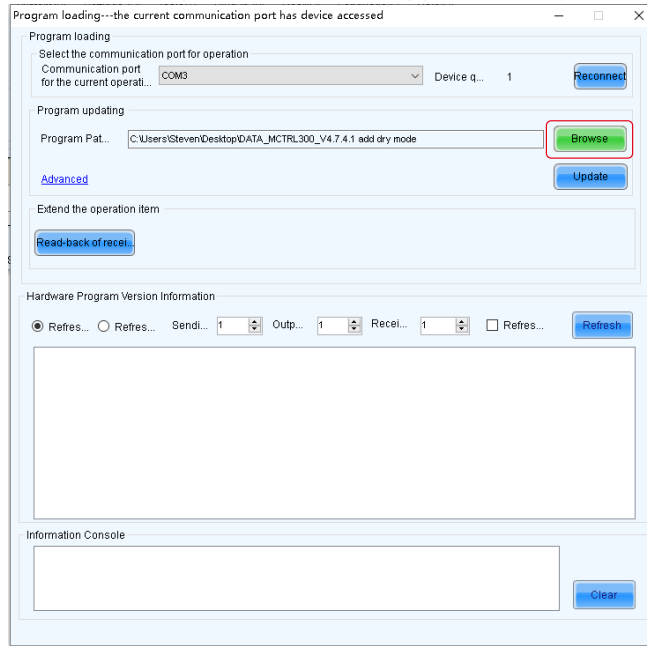 Program loading---the current communication port has device accessed
Program loading
Select the communication port for operation
Communication port
for the current operati...
COM3
Device q...
1
Reconnect
Program updating
Program Pat...
C:\Users\Steven\Desktop\DATA_MCTRL300_V4.7.4.1 add dry mode
Browse
Advanced
Update
Extend the operation item
Read-back of recei...
Hardware Program Version Information
Refres...
Refres...
Sendi...
1
Outp...
1
Recei...
1
Refres...
Refresh
Information Console
Clear